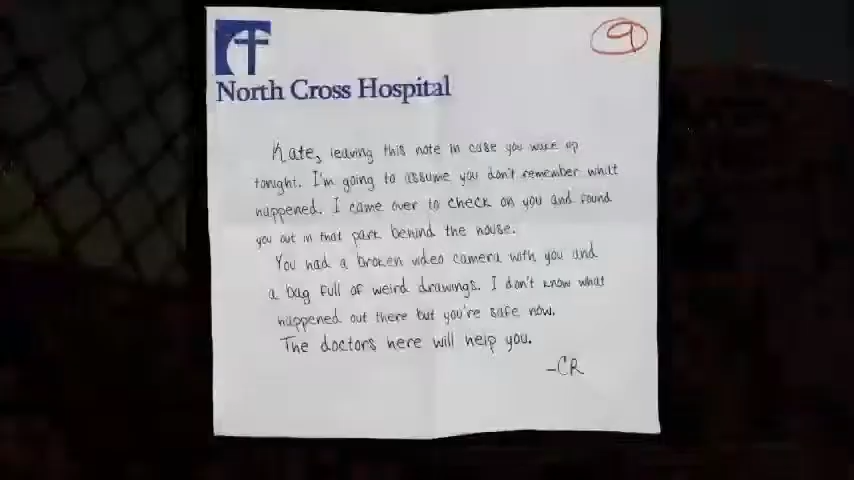 9
North Cross Hospital
Kate, leaving this note in case you wake up
tonight. I'm going to assume you don't remember what
happened. I came over to check on you and found
you out in that park behind the house.
You had a broken video camera with you and
a bag full of weird drawings. I don't know what
happened out there but you're safe now.
The doctors here will help you.
-CR